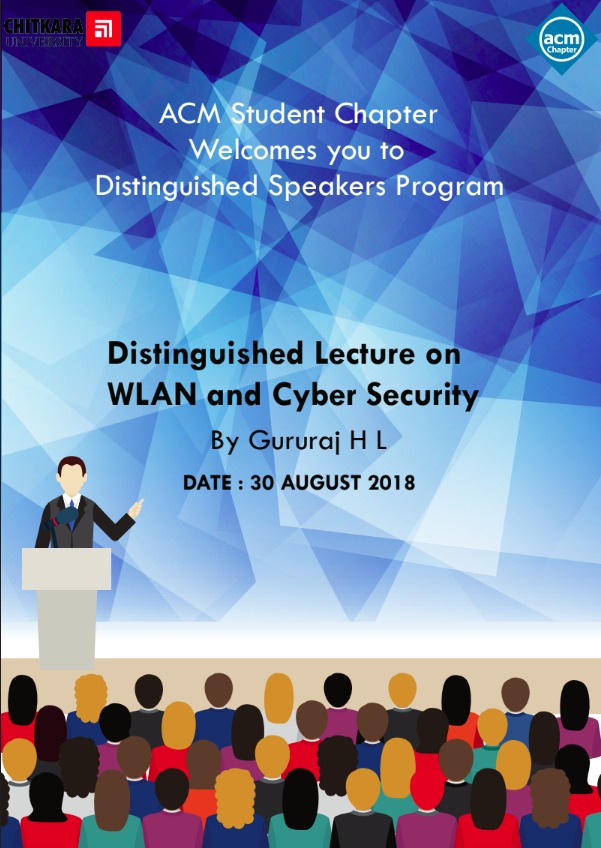 CHITKARA
UNIVERSITY
acm
Chapter
ACM Student Chapter
Welcomes you to
Distinguished Speakers Program
Distinguished Lecture on
WLAN and Cyber Security
By Gururaj H L
DATE : 30 AUGUST 2018